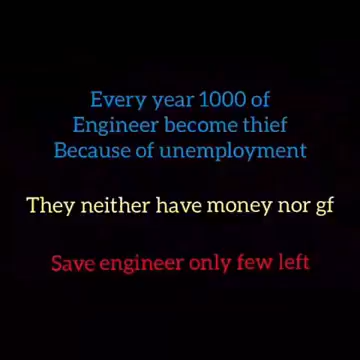 Every year 1000 of
Engineer become thief
Because of unemployment
They neither have money nor gf
Save engineer only few left